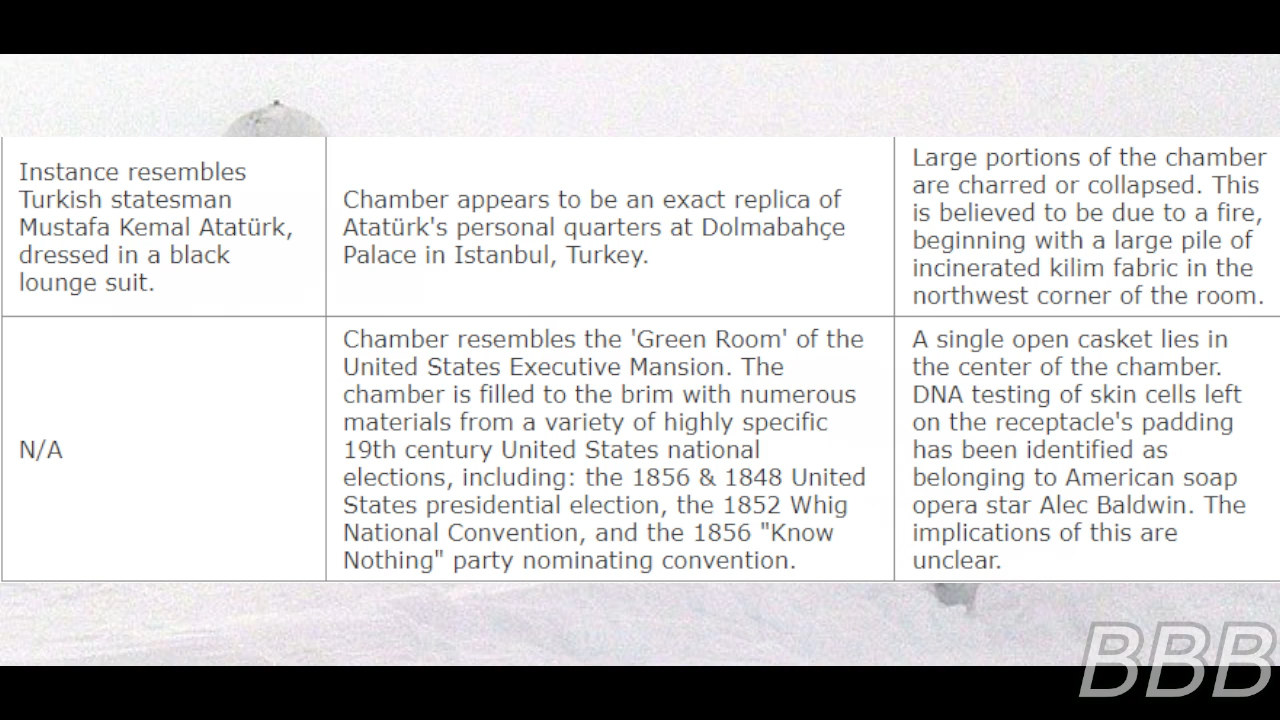 Instance resembles
Turkish statesman
Mustafa Kemal Atatürk,
dressed in a black
lounge suit.
Chamber appears to be an exact replica of
Atatürk's personal quarters at Dolmabahçe
Palace in Istanbul, Turkey.
Large portions of the chamber
are charred or collapsed. This
is believed to be due to a fire,
beginning with a large pile of
incinerated kilim fabric in the
northwest corner of the room.
N/A
Chamber resembles the 'Green Room' of the
United States Executive Mansion. The
chamber is filled to the brim with numerous
materials from a variety of highly specific
19th century United States national
elections, including: the 1856 & 1848 United
States presidential election, the 1852 Whig
National Convention, and the 1856 "Know
Nothing" party nominating convention.
A single open casket lies in
the center of the chamber.
DNA testing of skin cells left
on the receptacle's padding
has been identified as
belonging to American soap
opera star Alec Baldwin. The
implications of this are
unclear.
BBB